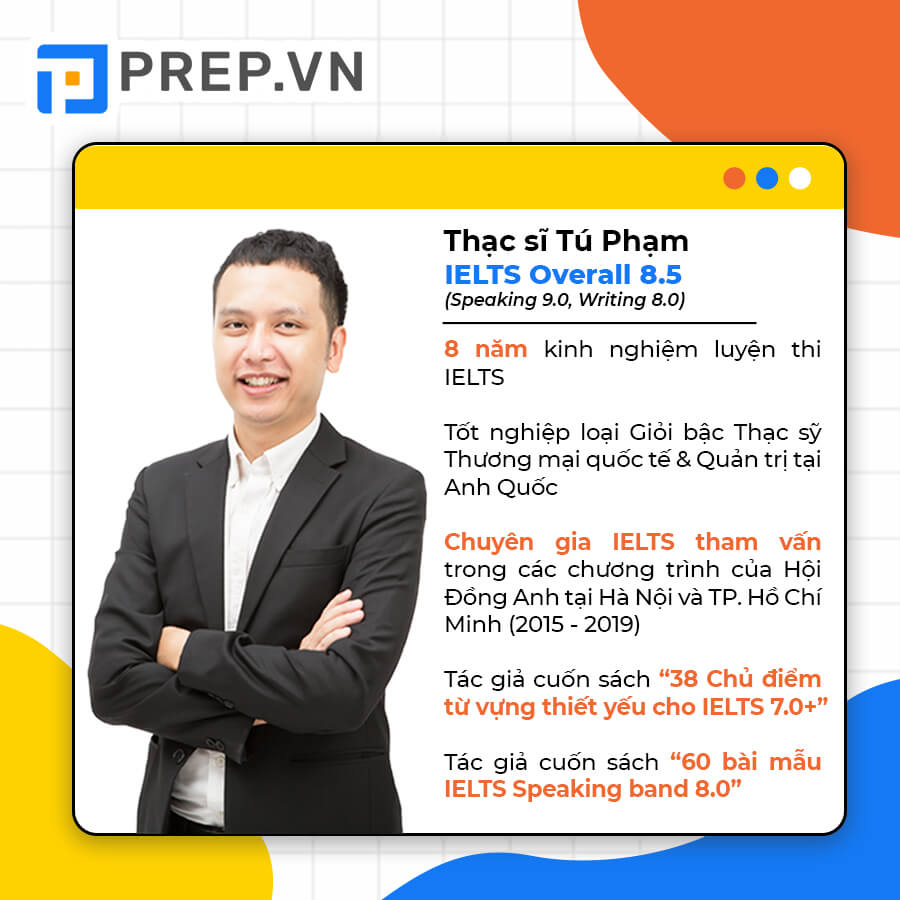 PREP.VN
Thạc sĩ Tú Phạm
IELTS Overall 8.5
(Speaking 9.0, Writing 8.0)
8 năm kinh nghiệm luyện thi
IELTS
Tốt nghiệp loại Giỏi bậc Thạc sỹ
Thương mại quốc tế & Quản trị tại
Anh Quốc
Chuyên gia IELTS tham vấn
trong các chương trình của Hội
Đồng Anh tại Hà Nội và TP. Hồ Chí
Minh (2015 - 2019)
Tác giả cuốn sách “38 Chủ điểm
từ vựng thiết yếu cho IELTS 7.0+”
Tác giả cuốn sách “60 bài mẫu
IELTS Speaking band 8.0”